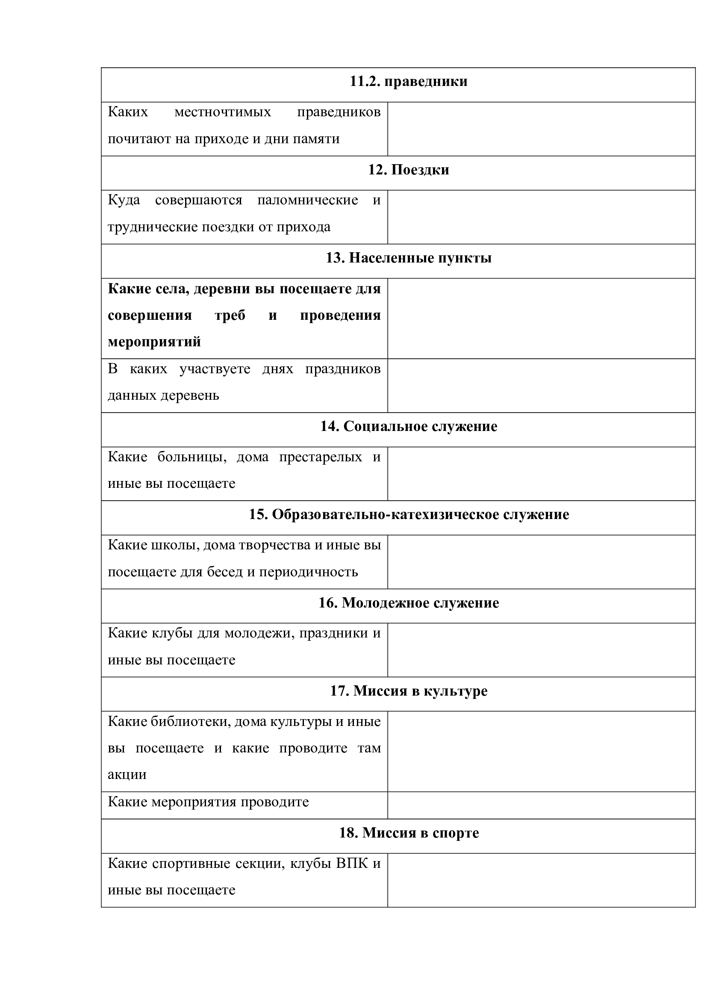 11.2. праведники
Каких местночтимых праведников
почитают на приходе и дни памяти
12. Поездки
Куда совершаются паломнические и
труднические поездки от прихода
13. Населенные пункты
Какие села, деревни вы посещаете для
совершения треб и проведения
мероприятий
В каких участвуете днях праздников
данных деревень
14. Социальное служение
Какие больницы, дома престарелых и
иные вы посещаете
15. Образовательно-катехизическое служение
Какие школы, дома творчества и иные вы
посещаете для бесед и периодичность
16. Молодежное служение
Какие клубы для молодежи, праздники и
иные вы посещаете
17. Миссия в культуре
Какие библиотеки, дома культуры и иные
вы посещаете и какие проводите там
акции
Какие мероприятия проводите
18. Миссия в спорте
Какие спортивные секции, клубы ВПК и
иные вы посещаете